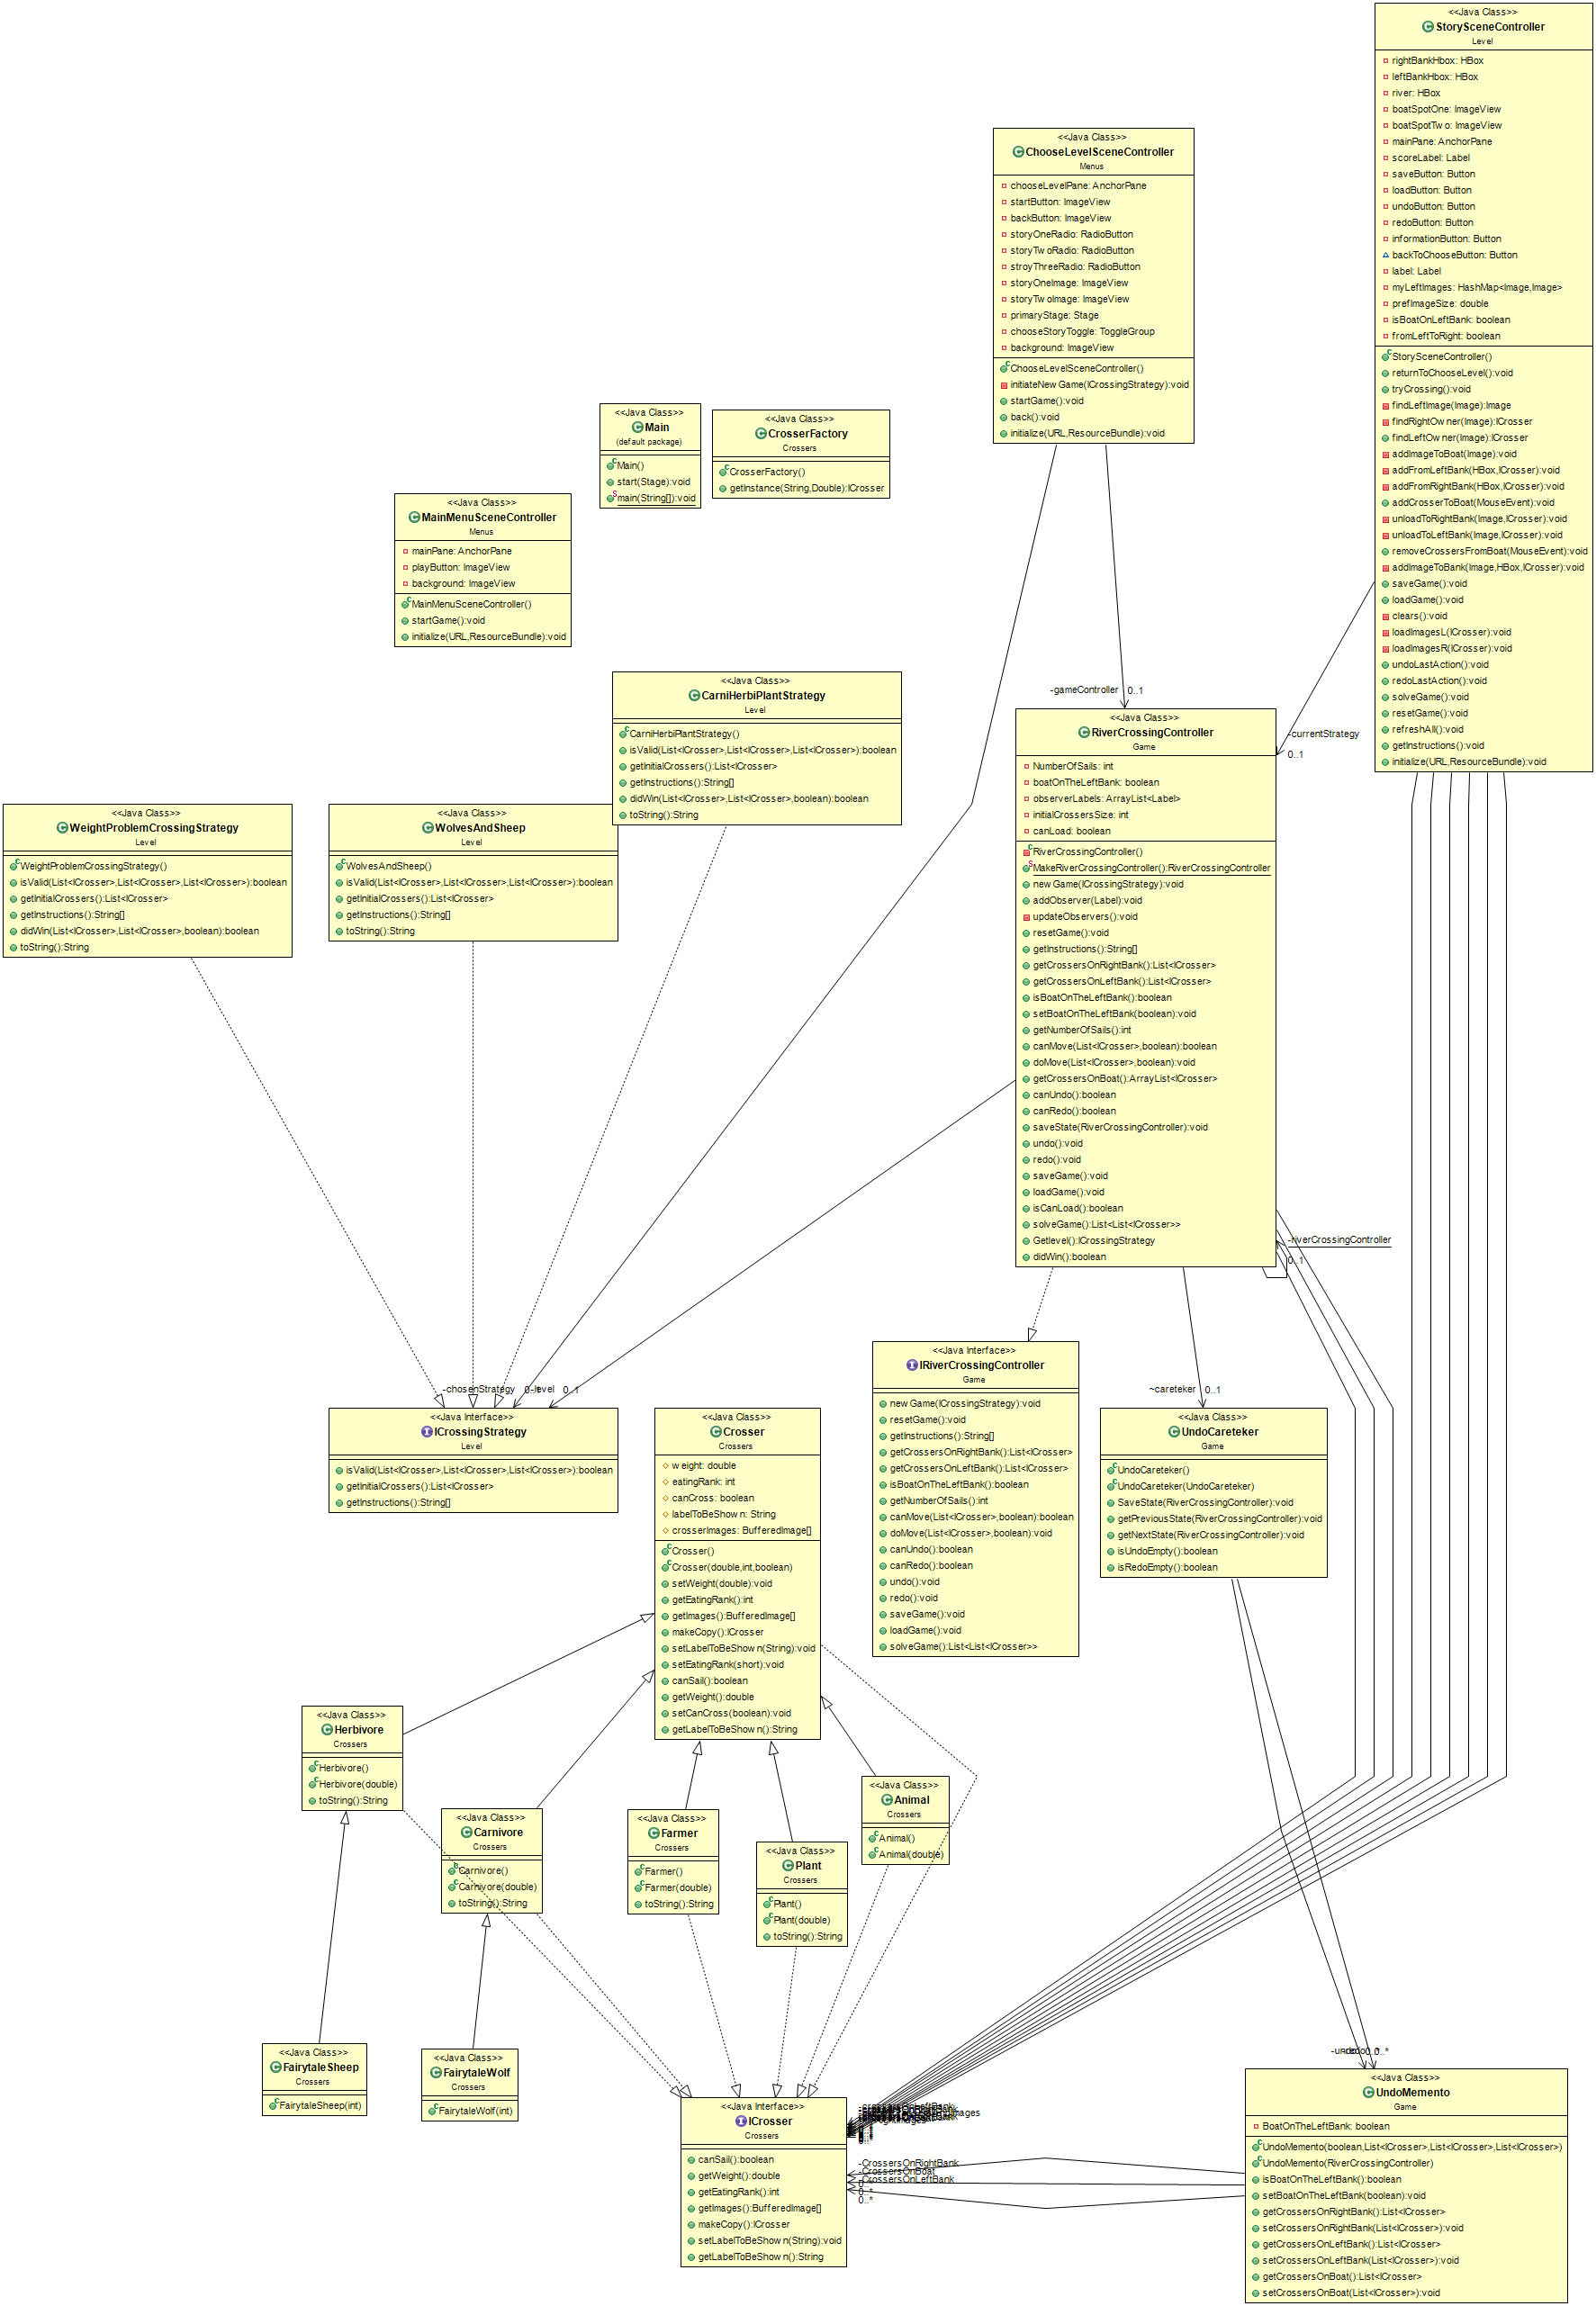 <<Java Class>>
StorySceneController
Level
rightBankHbox: HBox
leftBankHbox: HBox
river: HBox
boatSpotOne: ImageView
boatSpotTwo: ImageView
mainPane: AnchorPane
scoreLabel: Label
saveButton: Button
loadButton: Button
undoButton: Button
redoButton: Button
informationButton: Button
backToChooseButton: Button
label: Label
myLeftImages: HashMap<Image,Image>
prefImageSize: double
isBoatOnLeftBank: boolean
fromLeftToRight: boolean
StorySceneController()
returnToChooseLevel():void
tryCrossing():void
findLeftImage(Image):Image
findRightOwner(Image):ICrosser
findLeftOwner(Image):ICrosser
addImageToBoat(Image):void
addFromLeftBank(HBox,ICrosser):void
addFromRightBank(HBox,ICrosser):void
addCrosserToBoat(MouseEvent):void
unloadToRightBank(Image,ICrosser):void
unloadToLeftBank(Image,ICrosser):void
removeCrossersFromBoat(MouseEvent):void
addImageToBank(Image,HBox,ICrosser):void
saveGame():void
loadGame():void
clears():void
loadImagesL(ICrosser):void
loadImagesR(ICrosser):void
undoLastAction():void
redoLastAction():void
solveGame():void
resetGame():void
refreshAll():void
getInstructions():void
initialize(URL,ResourceBundle):void
<<Java Class>>
ChooseLevelSceneController
Menus
chooseLevelPane: AnchorPane
startButton: ImageView
backButton: ImageView
storyOneRadio: RadioButton
storyTwoRadio: RadioButton
stroyThreeRadio: RadioButton
storyOneImage: ImageView
storyTwoImage: ImageView
primaryStage: Stage
chooseStoryToggle: ToggleGroup
background: ImageView
ChooseLevelSceneController()
initiateNewGame(ICrossingStrategy):void
startGame():void
back():void
initialize(URL,ResourceBundle):void
<<Java Class>>
Main
(default package)
Main()
start(Stage):void
main(String[]):void
<<Java Class>>
CrosserFactory
Crossers
CrosserFactory()
getInstance(String,Double):ICrosser
<<Java Class>>
MainMenuSceneController
Menus
mainPane: AnchorPane
playButton: ImageView
background: ImageView
MainMenuSceneController()
startGame():void
initialize(URL,ResourceBundle):void
<<Java Class>>
CarniHerbiPlantStrategy
Level
CarniHerbiPlantStrategy()
isValid(List<ICrosser>,List<ICrosser>,List<ICrosser>):boolean
getInitialCrossers():List<ICrosser>
getInstructions():String[]
didWin(List<ICrosser>,List<ICrosser>,boolean):boolean
toString():String
-gameController 0..1
-currentStrategy
0..1
<<Java Class>>
RiverCrossingController
Game
NumberOfSails: int
boatOnTheLeftBank: boolean
observerLabels: ArrayList<Label>
initialCrossersSize: int
canLoad: boolean
RiverCrossingController()
MakeRiverCrossingController():RiverCrossingController
newGame(ICrossingStrategy):void
addObserver(Label):void
updateObservers():void
resetGame():void
getInstructions():String[]
getCrossersOnRightBank():List<ICrosser>
getCrossersOnLeftBank():List<ICrosser>
isBoatOnTheLeftBank():boolean
setBoatOnTheLeftBank(boolean):void
getNumberOfSails():int
canMove(List<ICrosser>,boolean):boolean
doMove(List<ICrosser>,boolean):void
getCrossersOnBoat():ArrayList<ICrosser>
canUndo():boolean
canRedo():boolean
saveState(RiverCrossingController):void
undo():void
redo():void
saveGame():void
loadGame():void
isCanLoad():boolean
solveGame():List<List<ICrosser>>
Getlevel():ICrossingStrategy
didWin():boolean
-riverCrossingController
0..1
<<Java Class>>
WeightProblemCrossingStrategy
Level
WeightProblemCrossingStrategy()
isValid(List<ICrosser>,List<ICrosser>,List<ICrosser>):boolean
getInitialCrossers():List<ICrosser>
getInstructions():String[]
didWin(List<ICrosser>,List<ICrosser>,boolean):boolean
toString():String
<<Java Class>>
WolvesAndSheep
Level
WolvesAndSheep()
isValid(List<ICrosser>,List<ICrosser>,List<ICrosser>):boolean
getInitialCrossers():List<ICrosser>
getInstructions():String[]
toString():String
-chosenStrategy -level 0..1
<<Java Interface>>
ICrossingStrategy
Level
isValid(List<ICrosser>,List<ICrosser>,List<ICrosser>):boolean
getInitialCrossers():List<ICrosser>
getInstructions():String[]
<<Java Class>>
Crosser
Crossers
weight: double
eatingRank: int
canCross: boolean
labelToBeShown: String
crosserImages: BufferedImage[]
Crosser()
Crosser(double,int,boolean)
setWeight(double):void
getEatingRank():int
getImages():BufferedImage[]
makeCopy():ICrosser
setLabelToBeShown(String):void
setEatingRank(short):void
canSail():boolean
getWeight():double
setCanCross(boolean):void
getLabelToBeShown():String
<<Java Interface>>
IRiverCrossingController
Game
newGame(ICrossingStrategy):void
resetGame():void
getInstructions():String[]
getCrossersOnRightBank():List<ICrosser>
getCrossersOnLeftBank():List<ICrosser>
isBoatOnTheLeftBank():boolean
getNumberOfSails():int
canMove(List<ICrosser>,boolean):boolean
doMove(List<ICrosser>,boolean):void
canUndo():boolean
canRedo():boolean
undo():void
redo():void
saveGame():void
loadGame():void
solveGame():List<List<ICrosser>>
~careteker 0..1
<<Java Class>>
UndoCareteker
Game
UndoCareteker()
UndoCareteker(UndoCareteker)
SaveState(RiverCrossingController):void
getPreviousState(RiverCrossingController):void
getNextState(RiverCrossingController):void
isUndoEmpty():boolean
isRedoEmpty():boolean
<<Java Class>>
Herbivore
Crossers
Herbivore()
Herbivore(double)
toString():String
<<Java Class>>
Carnivore
Crossers
Carnivore()
Carnivore(double)
toString():String
<<Java Class>>
Farmer
Crossers
Farmer()
Farmer(double)
toString():String
<<Java Class>>
Plant
Crossers
Plant()
Plant(double)
toString():String
<<Java Class>>
Animal
Crossers
Animal()
Animal(double)
<<Java Class>>
FairytaleSheep
Crossers
FairytaleSheep(int)
<<Java Class>>
FairytaleWolf
Crossers
FairytaleWolf(int)
<<Java Interface>>
ICrosser
Crossers
canSail():boolean
getWeight():double
getEatingRank():int
getImages():BufferedImage[]
makeCopy():ICrosser
setLabelToBeShown(String):void
getLabelToBeShown():String
-crossersOnLeftBank
0..*
-CrossersOnRightBank
-CrossersOnBoat
-CrossersOnLeftBank
0..*
0..*
0..*
0..*
<<Java Class>>
UndoMemento
Game
BoatOnTheLeftBank: boolean
UndoMemento(boolean,List<ICrosser>,List<ICrosser>,List<ICrosser>)
UndoMemento(RiverCrossingController)
isBoatOnTheLeftBank():boolean
setBoatOnTheLeftBank(boolean):void
getCrossersOnRightBank():List<ICrosser>
setCrossersOnRightBank(List<ICrosser>):void
getCrossersOnLeftBank():List<ICrosser>
setCrossersOnLeftBank(List<ICrosser>):void
getCrossersOnBoat():List<ICrosser>
setCrossersOnBoat(List<ICrosser>):void